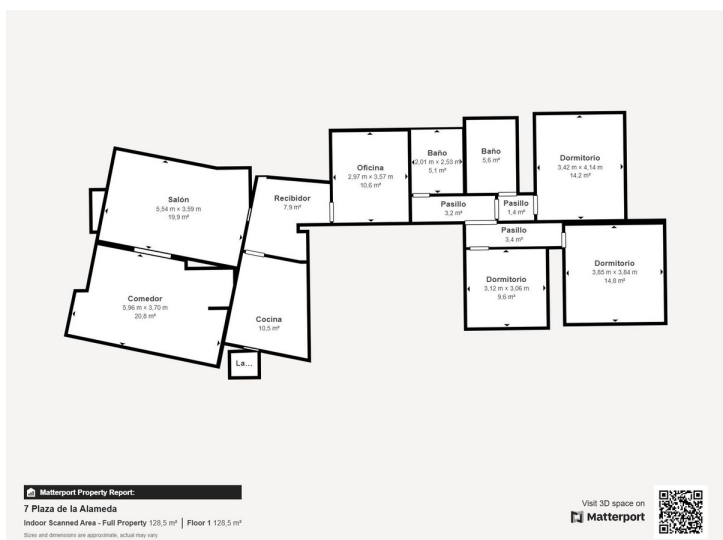 Baño
5,6 m²
Dormitorio
3,42 m × 4,14 m
14,2 m²
Baño
2,01 m × 2,53 m
5,1 m²
Oficina
2,97 m × 3,57 m
10,6 m²
Salón
5,54 m × 3,59 m
19,9 m²
Recibidor
7,9 m²
Pasillo
3,2 m²
Pasillo
1,4 m²
Pasillo
3,4 m²
Dormitorio
3,85 m × 3,84 m
14,8 m²
Dormitorio
3,12 m × 3,06 m
9,6 m²
Comedor
5,96 m × 3,70 m
20,8 m²
Cocina
10,5 m²
La...
Matterport Property Report:
7 Plaza de la Alameda
Indoor Scanned Area - Full Property 128,5 m² | Floor 1 128,5 m²
Sizes and dimensions are approximate, actual may vary
Visit 3D space on
Matterport